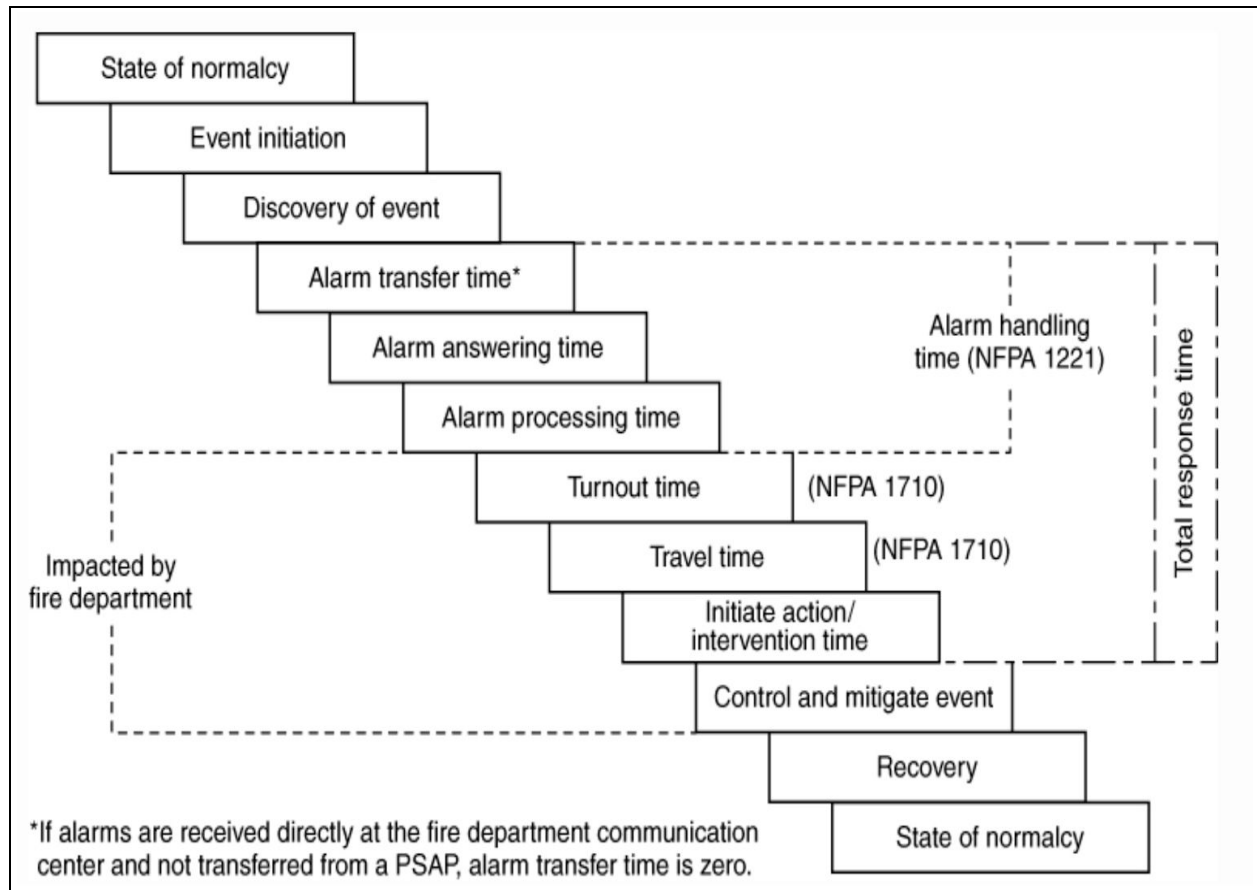 State of normalcy
Event initiation
Discovery of event
Alarm transfer time*
Alarm answering time
Alarm handling
time (NFPA 1221)
Alarm processing time
Total response time
Turnout time
(NFPA 1710)
Travel time
(NFPA 1710)
Impacted by
fire department
Initiate action/
intervention time
Control and mitigate event
Recovery
State of normalcy
*If alarms are received directly at the fire department communication
center and not transferred from a PSAP, alarm transfer time is zero.